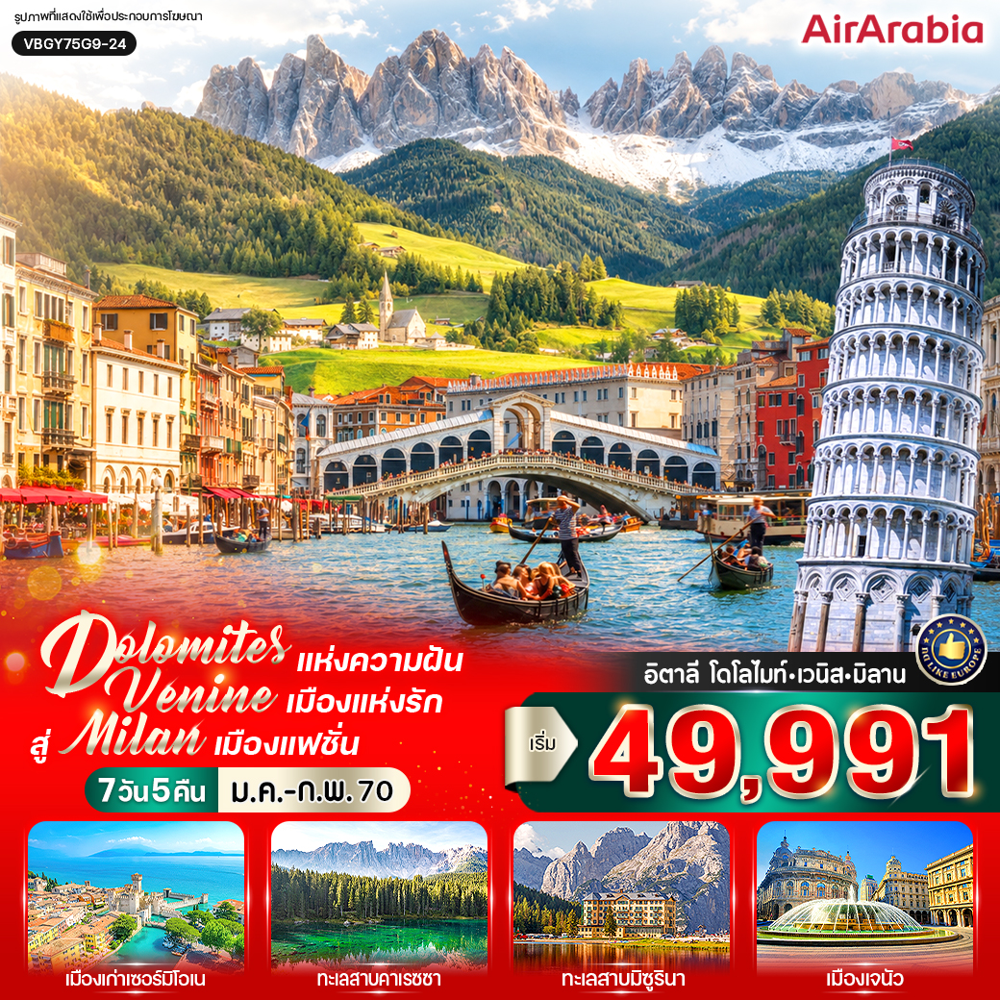 รูปภาพที่แสดงใช้เพื่อประกอบการโฆษณา
VBGY75G9-24
AirArabia
Dolomites แห่งความฝัน
Venine เมืองแห่งรัก
สู่ Milan เมืองแฟชั่น
7วัน5คืน ม.ค.-ก.พ. 70
GO LIKE EUROPE
อิตาลี โดโลไมท์•เวนิส•มิลาน
เริ่ม 49,991
เมืองเก่าเซอร์มิโอเน
ทะเลสาบคาเรซซา
ทะเลสาบมิซูรินา
เมืองเจนัว